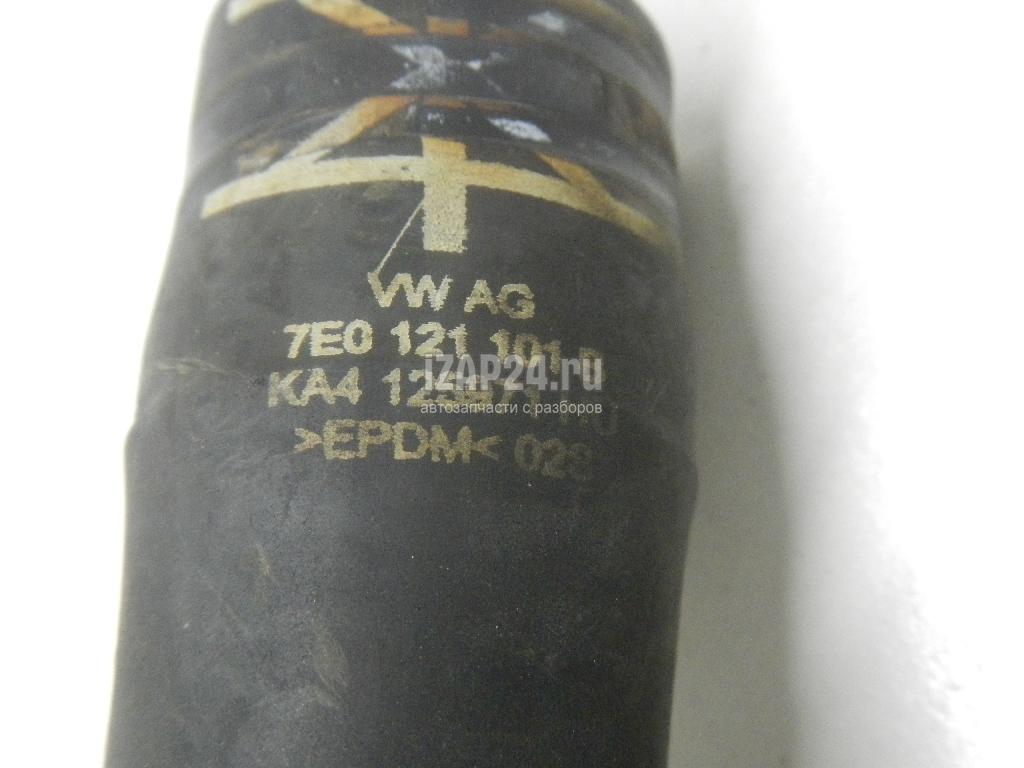 VW AG
7E0 121 101
KA4
>EPDM<
iZAP24.ru
автозапчасти с разборов